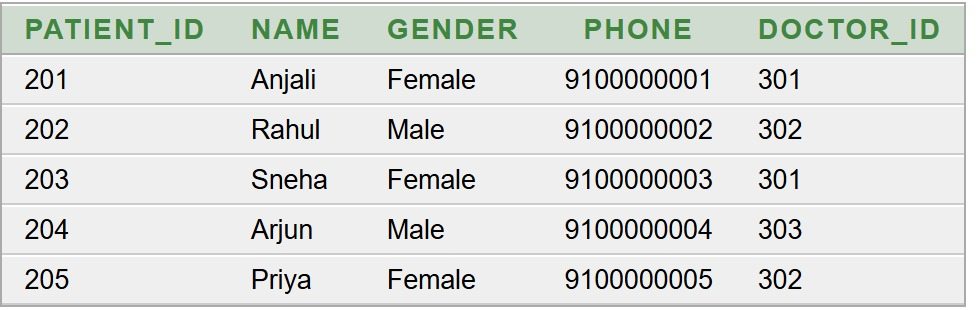 PATIENT_ID NAME GENDER PHONE DOCTOR_ID
201 Anjali Female 9100000001 301
202 Rahul Male 9100000002 302
203 Sneha Female 9100000003 301
204 Arjun Male 9100000004 303
205 Priya Female 9100000005 302